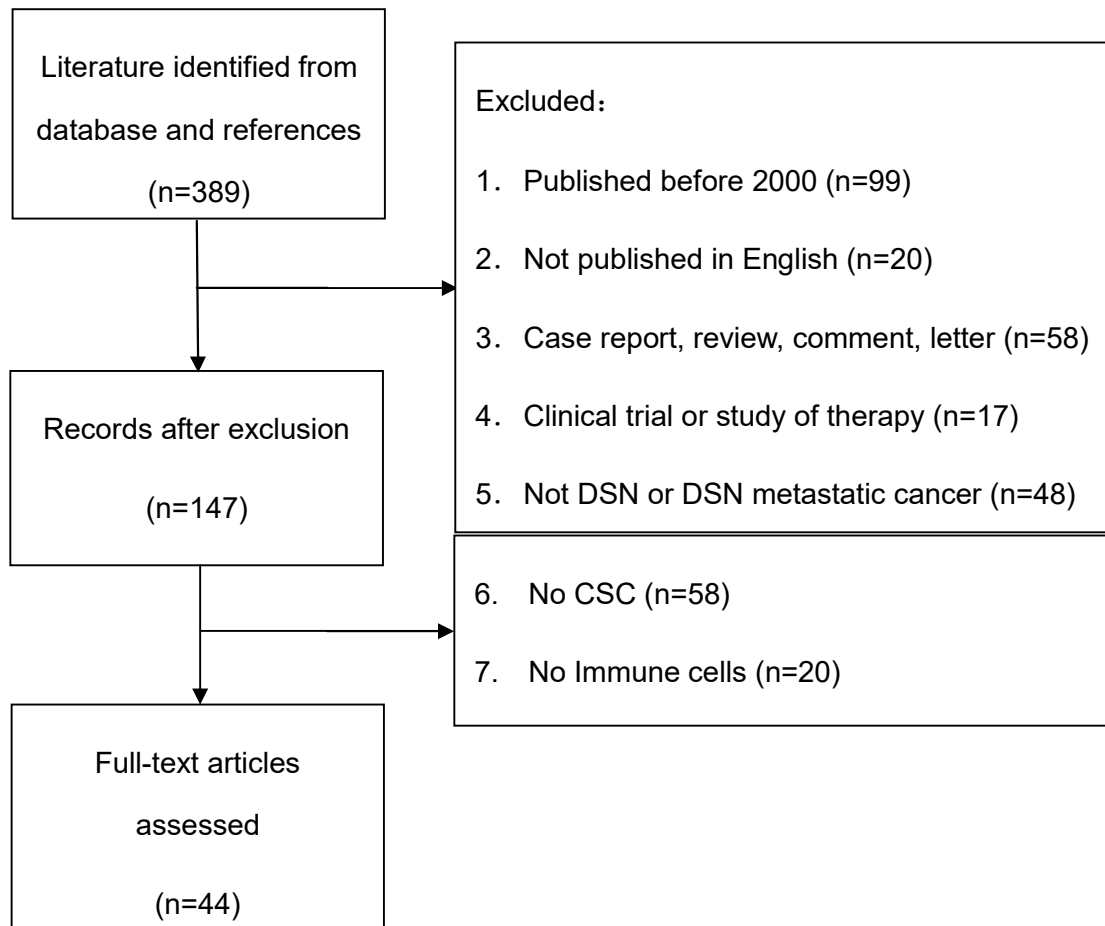 Literature identified from
database and references
(n=389)
Excluded：
1．Published before 2000 (n=99)
2．Not published in English (n=20)
3．Case report, review, comment, letter (n=58)
4．Clinical trial or study of therapy (n=17)
5．Not DSN or DSN metastatic cancer (n=48)
Records after exclusion
(n=147)
6. No CSC (n=58)
7. No Immune cells (n=20)
Full-text articles
assessed
(n=44)